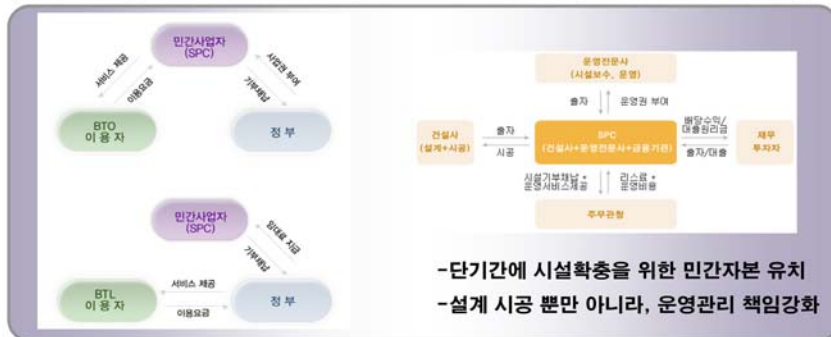 민간사업자
(SPC)
서비스 제공
이용요금
사업권 부여
기부채납
BTO
이용자
정부
민간사업자
(SPC)
임대료 지급
기부채납
BTL
이용자
서비스 제공
이용요금
정부
운영전문사
(시설보수, 운영)
출자
운영권 부여
건설사
(설계+시공)
출자
시공
SPC
(건설사+운영전문사+금융기관)
배당수익/
대출원리금
출자/대출
재무
투자자
시설기부채납 +
운영서비스제공
리스료 +
운영비용
주무관청
-단기간에 시설확충을 위한 민간자본 유치
-설계 시공 뿐만 아니라, 운영관리 책임강화